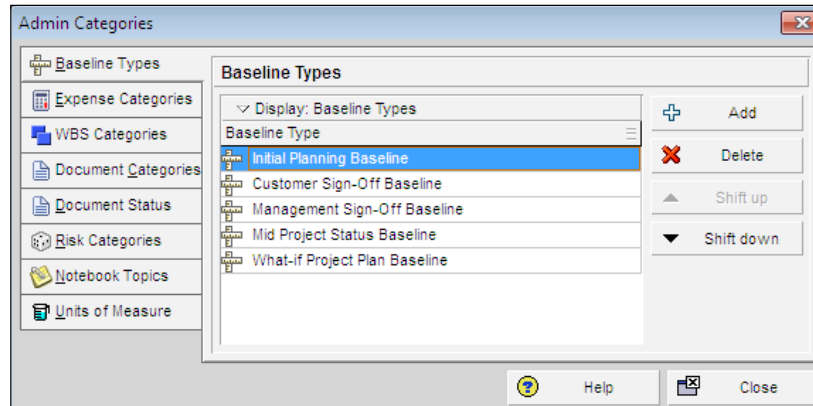 Admin Categories
Baseline Types
Expense Categories
WBS Categories
Document Categories
Document Status
Risk Categories
Notebook Topics
Units of Measure
Baseline Types
Display: Baseline Types
Baseline Type
Initial Planning Baseline
Customer Sign-Off Baseline
Management Sign-Off Baseline
Mid Project Status Baseline
What-if Project Plan Baseline
Add
Delete
Shift up
Shift down
Help
Close